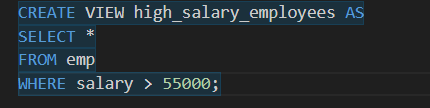 CREATE VIEW high_salary_employees AS
SELECT *
FROM emp
WHERE salary > 55000;